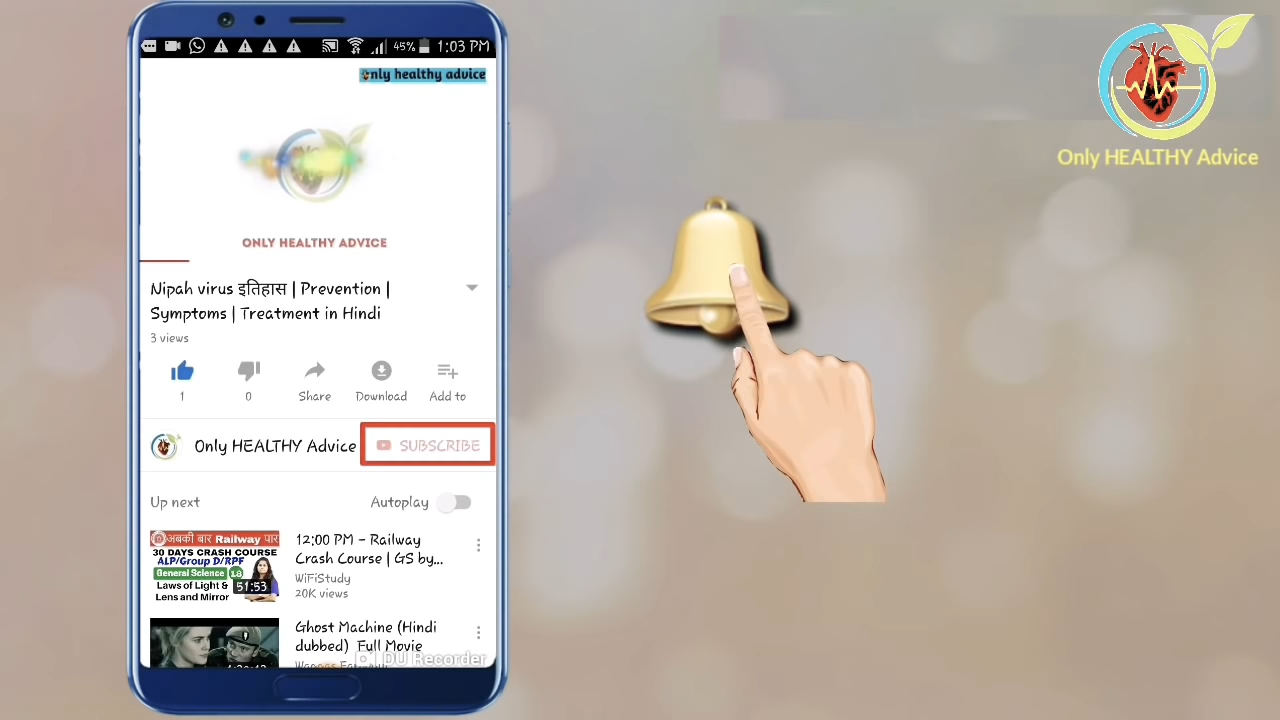 45% 1:03 PM
only healthy advice
ONLY HEALTHY ADVICE
Nipah virus इतिहास | Prevention |
Symptoms | Treatment in Hindi
3 views
1
0
Share
Download
Add to
Only HEALTHY Advice
SUBSCRIBE
Up next
Autoplay
अबकी बार Railway पार
30 DAYS CRASH COURSE
ALP/Group D/RPF
General Science 18
Laws of Light &
Lens and Mirror
51:53
12:00 PM – Railway
Crash Course | GS by...
WiFiStudy
20K views
Ghost Machine (Hindi
dubbed) Full Movie
DU Recorder
Only HEALTHY Advice